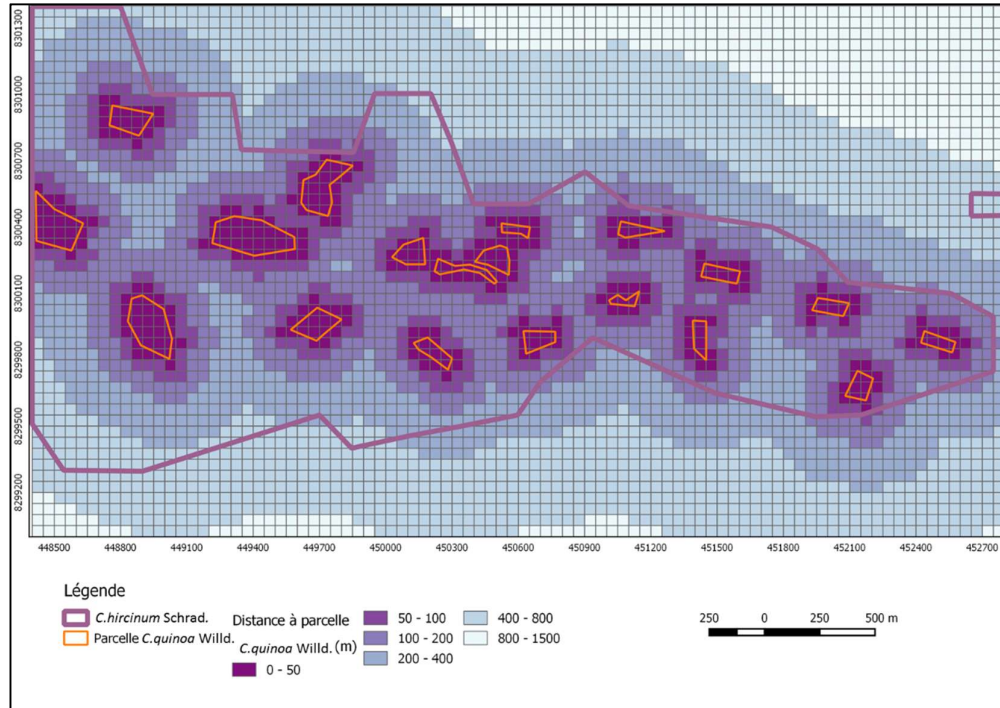 8301300
8301000
8300700
8300400
8300100
8299800
8299500
8299200
448500 448800 449100 449400 449700 450000 450300 450600 450900 451200 451500 451800 452100 452400 452700
Légende
C.hircinum Schrad.
Parcelle C.quinoa Willd.
Distance à parcelle
C.quinoa Willd. (m)
0 - 50
50 - 100
100 - 200
200 - 400
400 - 800
800 - 1500
250 0 250 500 m